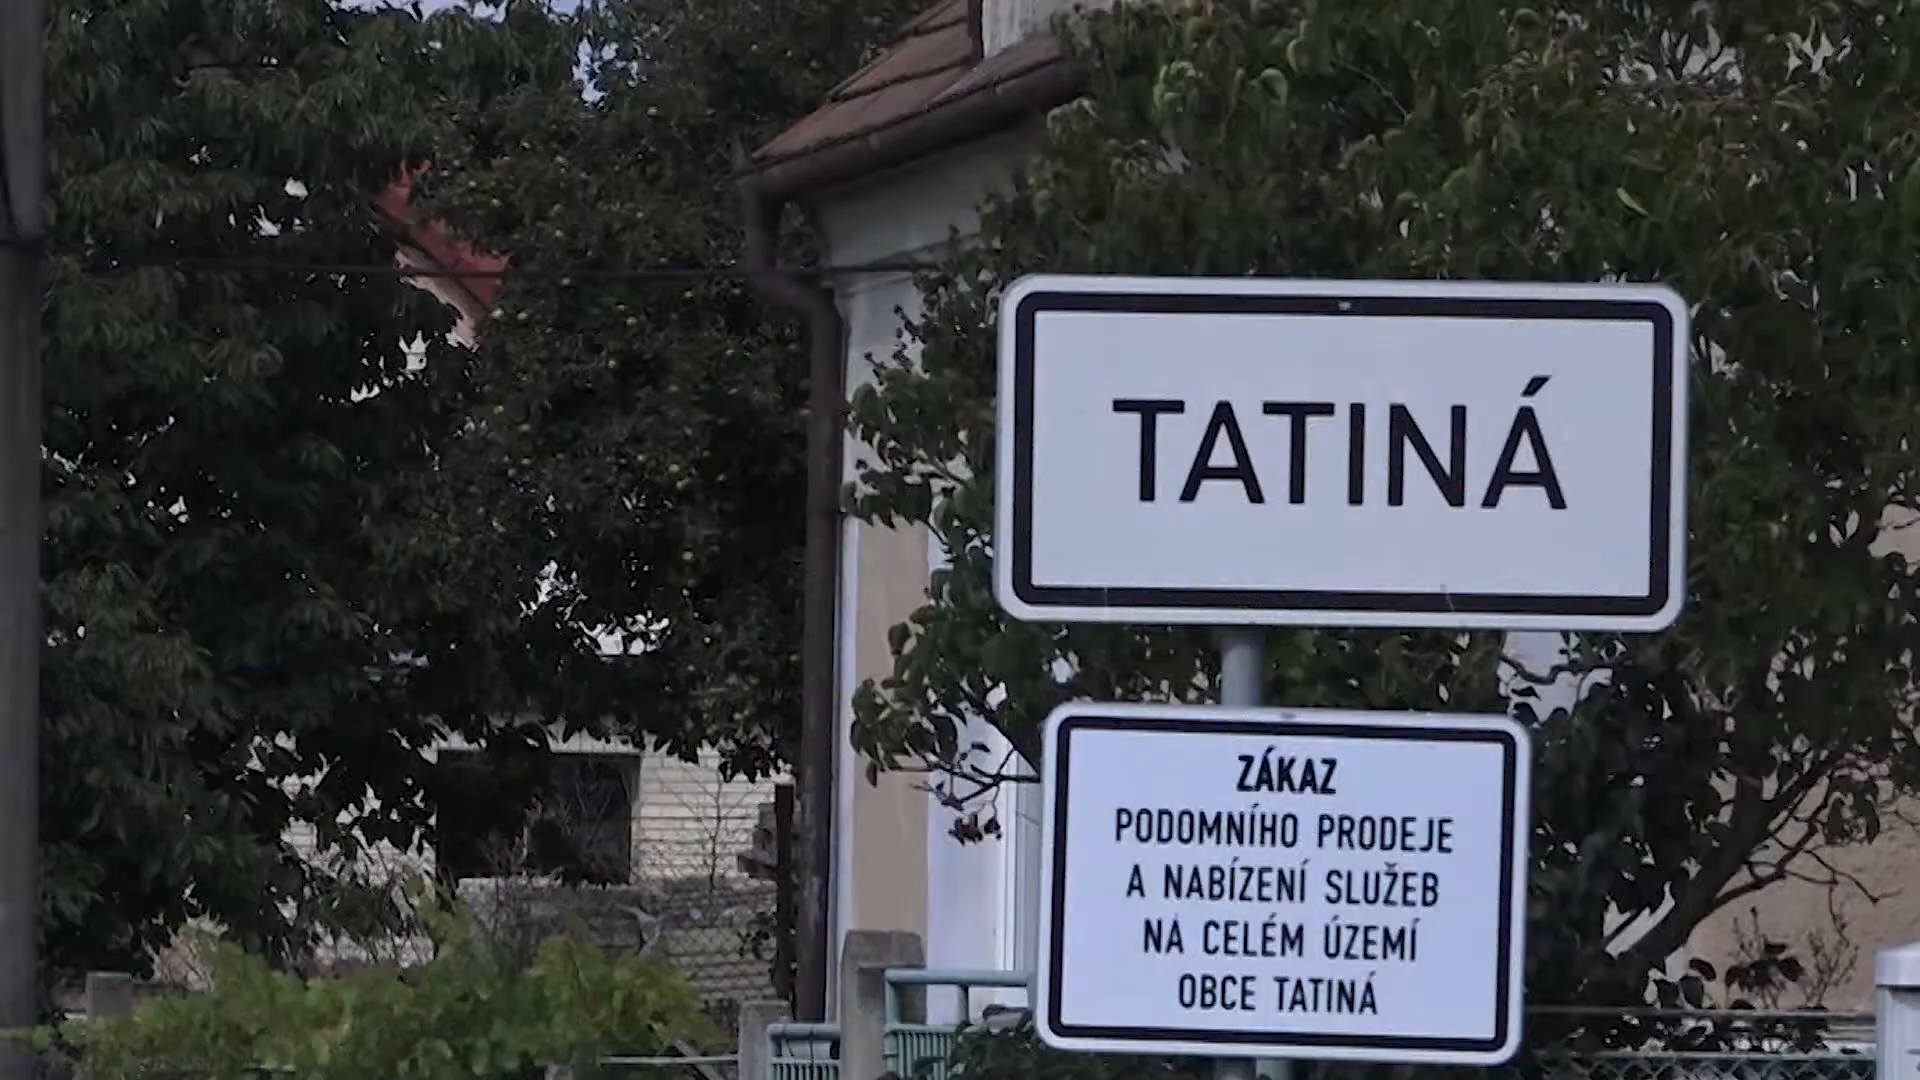 TATINÁ
ZÁKAZ
PODOMNÍHO PRODEJE
A NABÍZENÍ SLUŽEB
NA CELÉM ÚZEMÍ
OBCE TATINÁ